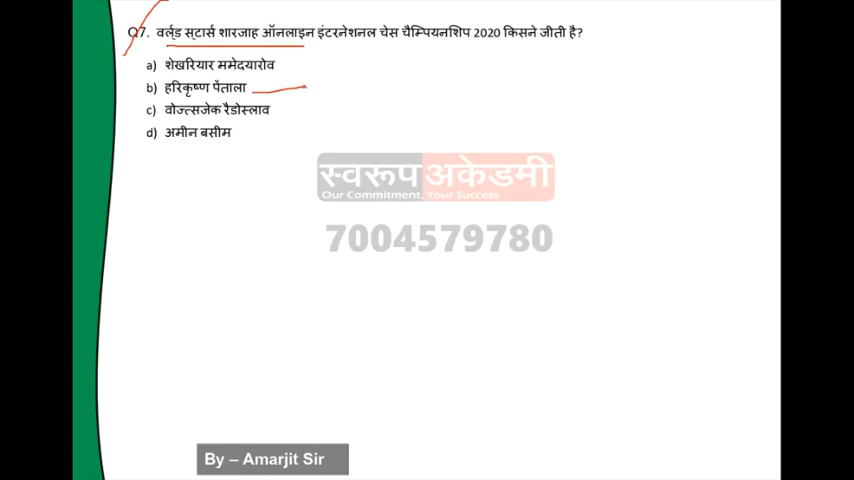 Q7. वर्ल्ड स्टार्स शारजाह ऑनलाइन इंटरनेशनल चेस चैम्पियनशिप 2020 किसने जीती है?
a) शेखरियार ममेदयारोव
b) हरिकृष्ण पेंताला
c) वोज्त्सजेक रैडोस्लाव
d) अमीन बसीम
स्वरूप अकेडमी
Our Commitment, Your Success
7004579780
By – Amarjit Sir